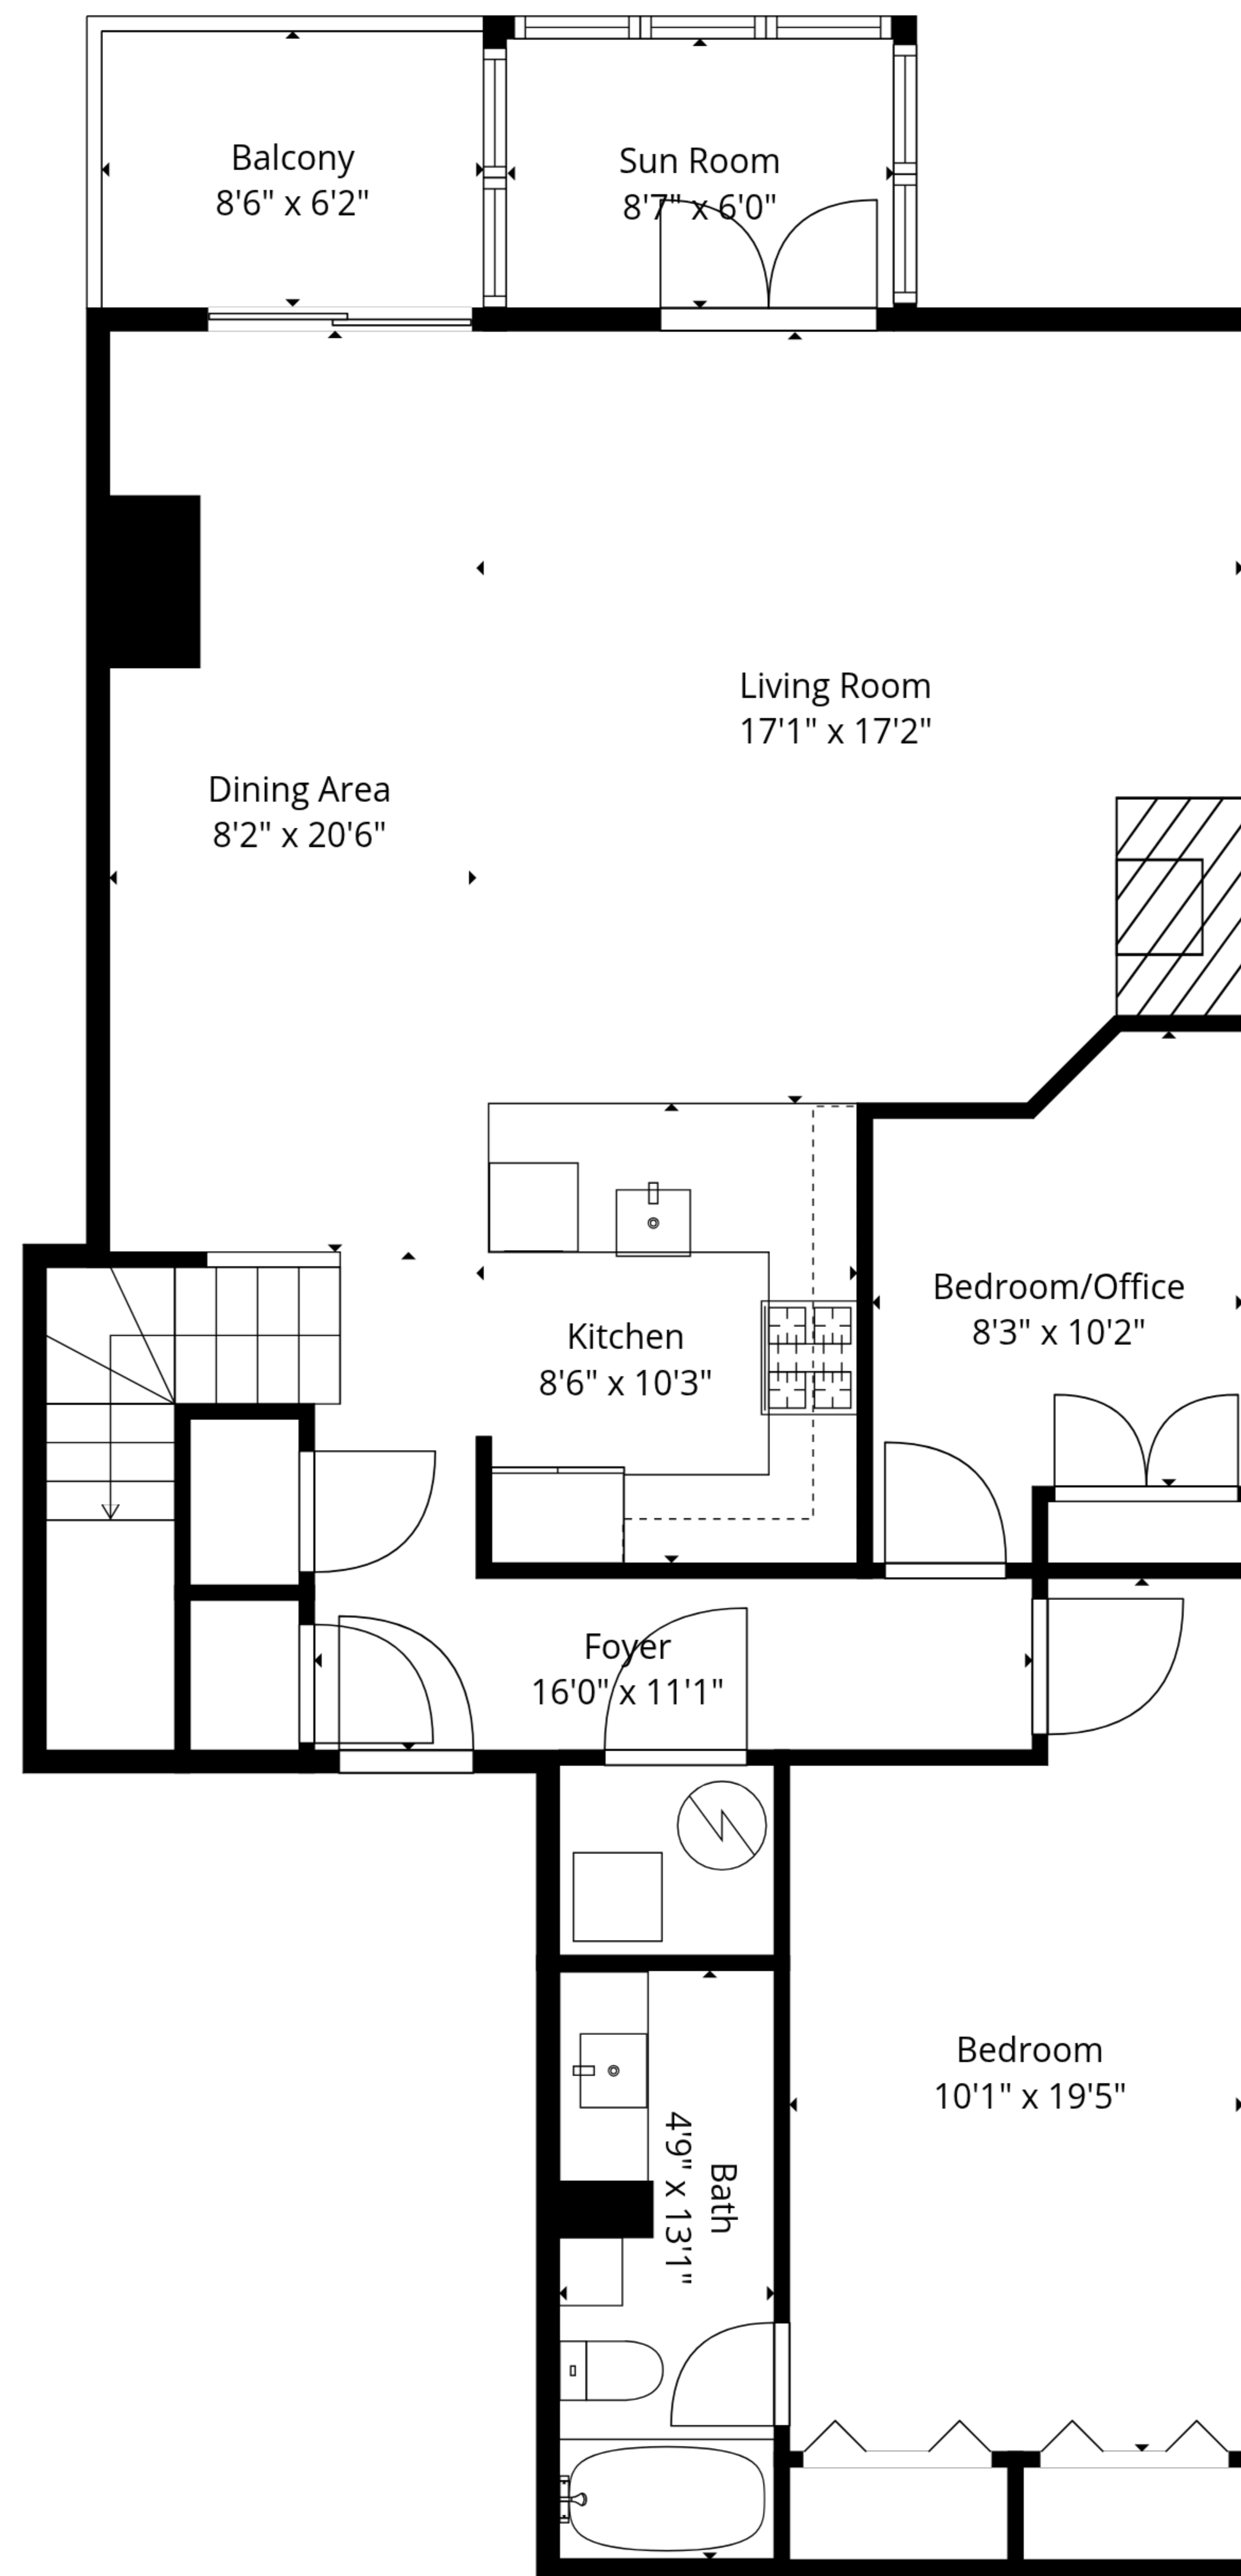 Balcony
8'6" x 6'2"
Sun Room
8'7" x 6'0"
Living Room
17'1" x 17'2"
Dining Area
8'2" x 20'6"
Bedroom/Office
8'3" x 10'2"
Kitchen
8'6" x 10'3"
Foyer
16'0" x 11'1"
Bedroom
10'1" x 19'5"
Bath
4'9" x 13'1"